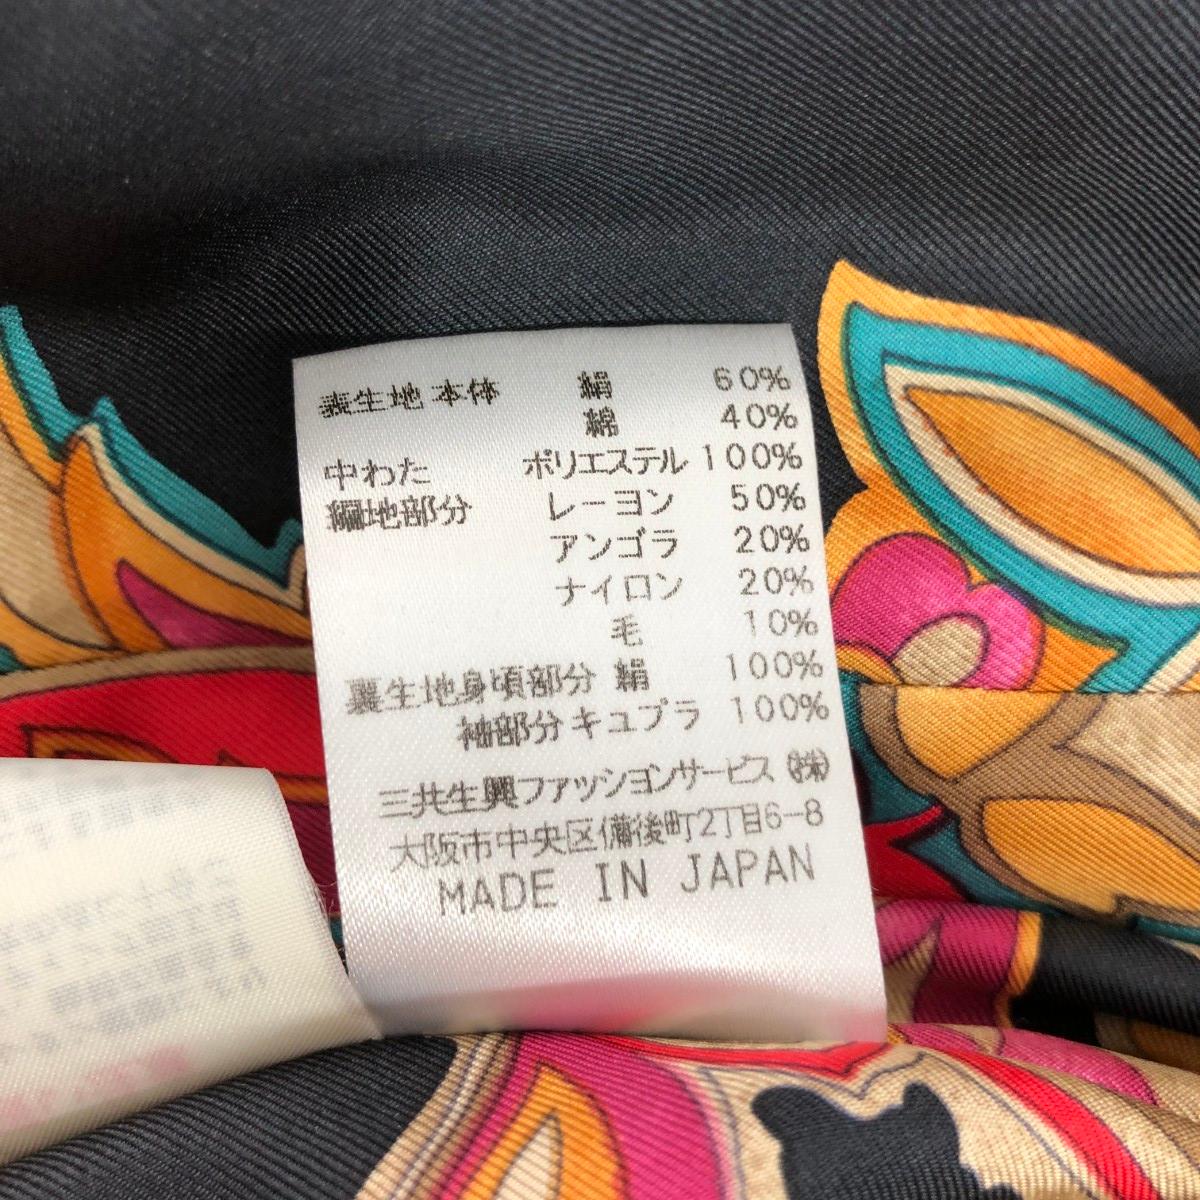 表生地 本体 絹 60%
綿 40%
中わた ポリエステル 100%
編地部分 レーヨン 50%
アンゴラ 20%
ナイロン 20%
毛 10%
裏生地身頃部分 絹 100%
袖部分 キュプラ 100%
三共生興ファッションサービス(株)
大阪市中央区備後町2丁目6-8
MADE IN JAPAN